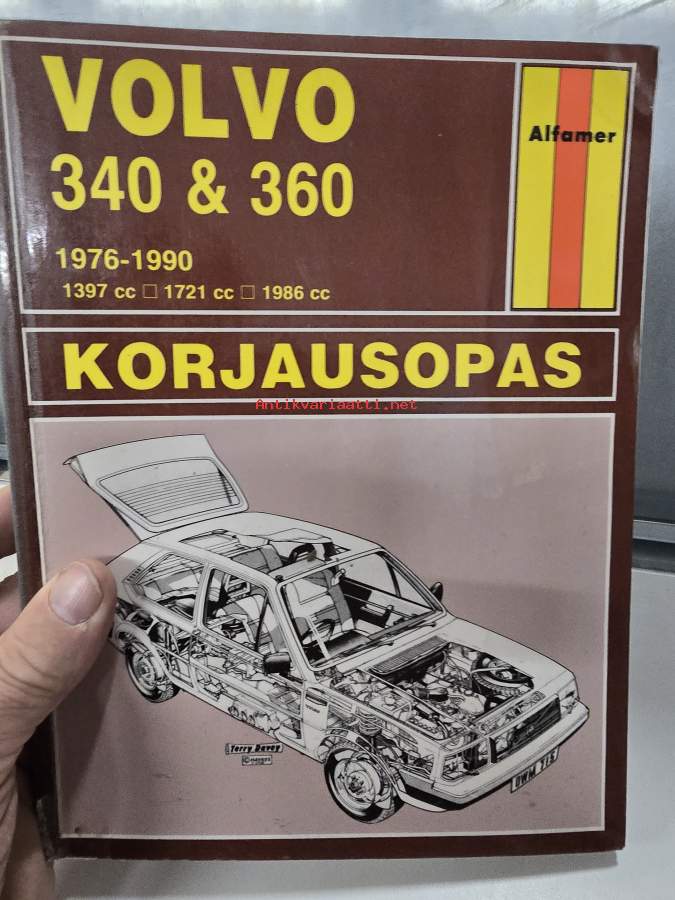 VOLVO
340 & 360
1976-1990
1397 cc □ 1721 cc □ 1986 cc
Alfamer
KORJAUSOPAS
Antikvariaatti.net
Terry Davey